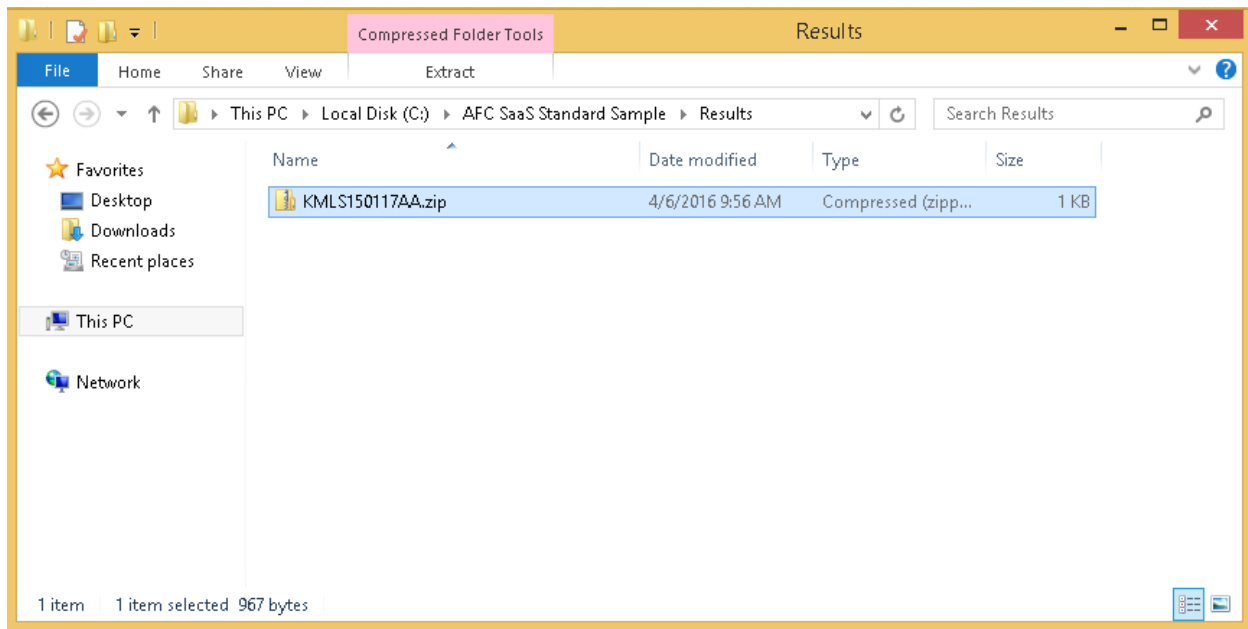 Compressed Folder Tools Results
File Home Share View Extract
This PC Local Disk (C:) AFC SaaS Standard Sample Results Search Results
Name Date modified Type Size
Favorites
KMLS150117AA.zip 4/6/2016 9:56 AM Compressed (zipp... 1 KB
Desktop
Downloads
Recent places
This PC
Network
1 item 1 item selected 967 bytes